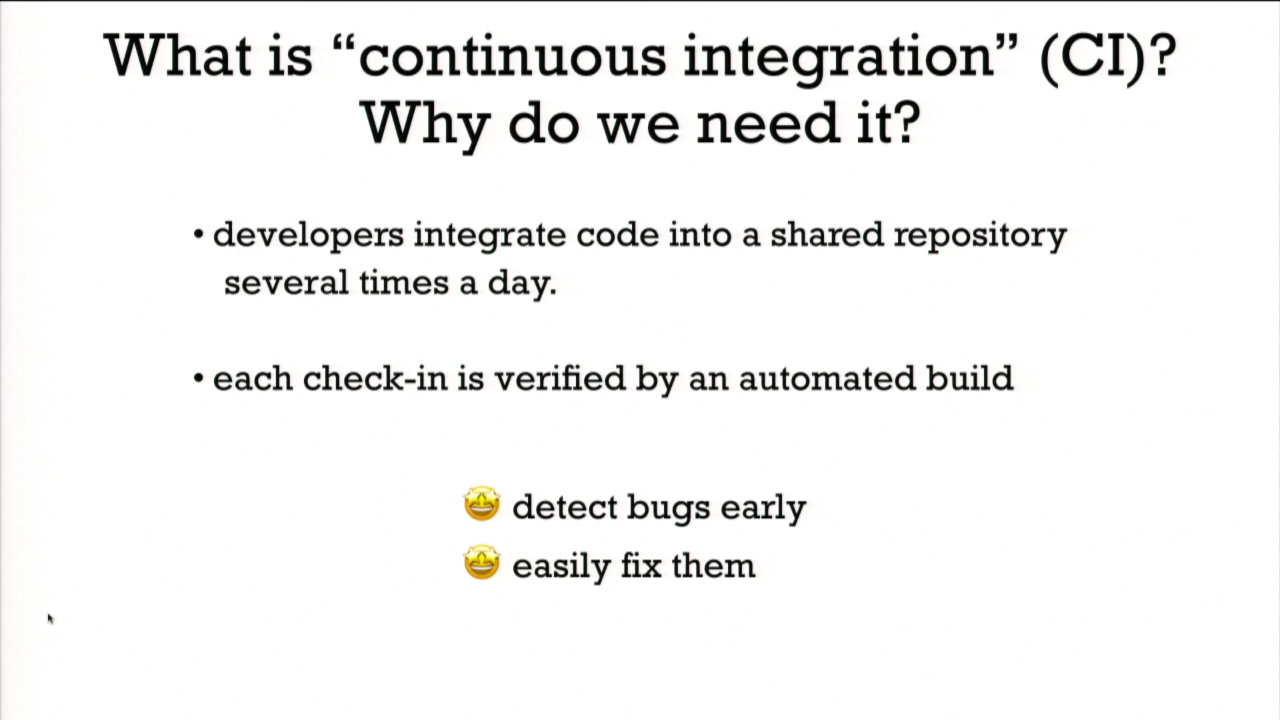 What is “continuous integration” (CI)?
Why do we need it?
• developers integrate code into a shared repository
several times a day.
• each check-in is verified by an automated build
🤩 detect bugs early
🤩 easily fix them